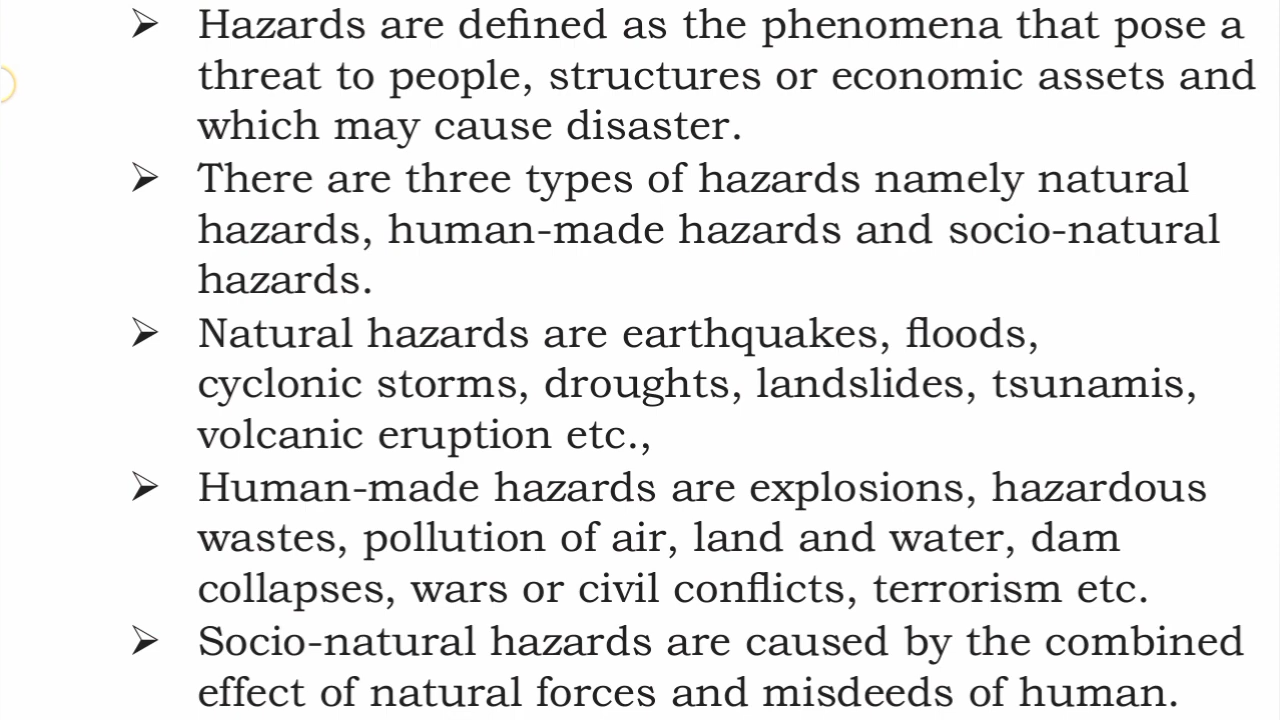 ➢ Hazards are defined as the phenomena that pose a
threat to people, structures or economic assets and
which may cause disaster.
➢ There are three types of hazards namely natural
hazards, human-made hazards and socio-natural
hazards.
➢ Natural hazards are earthquakes, floods,
cyclonic storms, droughts, landslides, tsunamis,
volcanic eruption etc.,
➢ Human-made hazards are explosions, hazardous
wastes, pollution of air, land and water, dam
collapses, wars or civil conflicts, terrorism etc.
➢ Socio-natural hazards are caused by the combined
effect of natural forces and misdeeds of human.